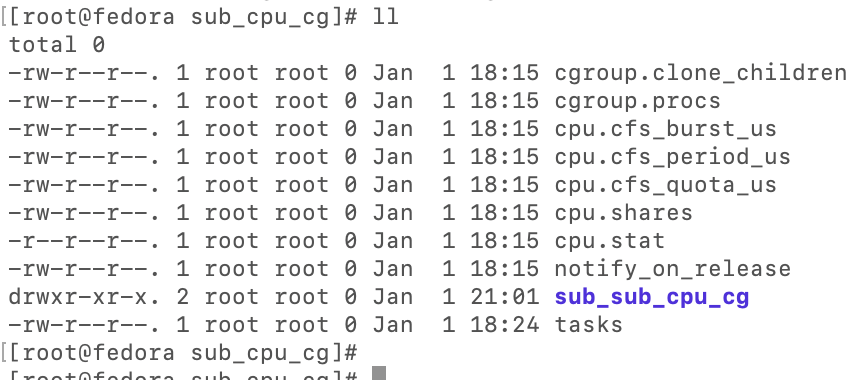 [[root@fedora sub_cpu_cg]# ll
total 0
-rw-r--r--. 1 root root 0 Jan  1 18:15 cgroup.clone_children
-rw-r--r--. 1 root root 0 Jan  1 18:15 cgroup.procs
-rw-r--r--. 1 root root 0 Jan  1 18:15 cpu.cfs_burst_us
-rw-r--r--. 1 root root 0 Jan  1 18:15 cpu.cfs_period_us
-rw-r--r--. 1 root root 0 Jan  1 18:15 cpu.cfs_quota_us
-rw-r--r--. 1 root root 0 Jan  1 18:15 cpu.shares
-r--r--r--. 1 root root 0 Jan  1 18:15 cpu.stat
-rw-r--r--. 1 root root 0 Jan  1 18:15 notify_on_release
drwxr-xr-x. 2 root root 0 Jan  1 21:01 sub_sub_cpu_cg
-rw-r--r--. 1 root root 0 Jan  1 18:24 tasks
[[root@fedora sub_cpu_cg]#
[root@fedora sub_cpu_cg]#